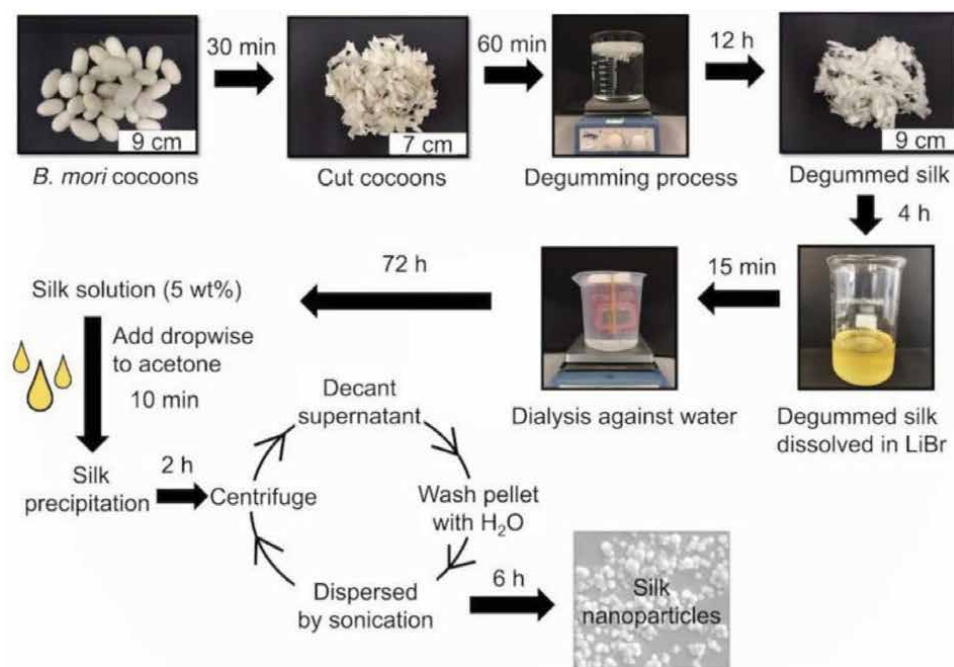 30 min
60 min
12 h
9 cm
7 cm
9 cm
B. mori cocoons
Cut cocoons
Degumming process
Degummed silk
4 h
72 h
15 min
Silk solution (5 wt%)
Add dropwise
to acetone
10 min
Dialysis against water
Degummed silk
dissolved in LiBr
Decant
supernatant
Silk
precipitation
2 h
Centrifuge
Wash pellet
with H₂O
Dispersed
by sonication
6 h
Silk
nanoparticles